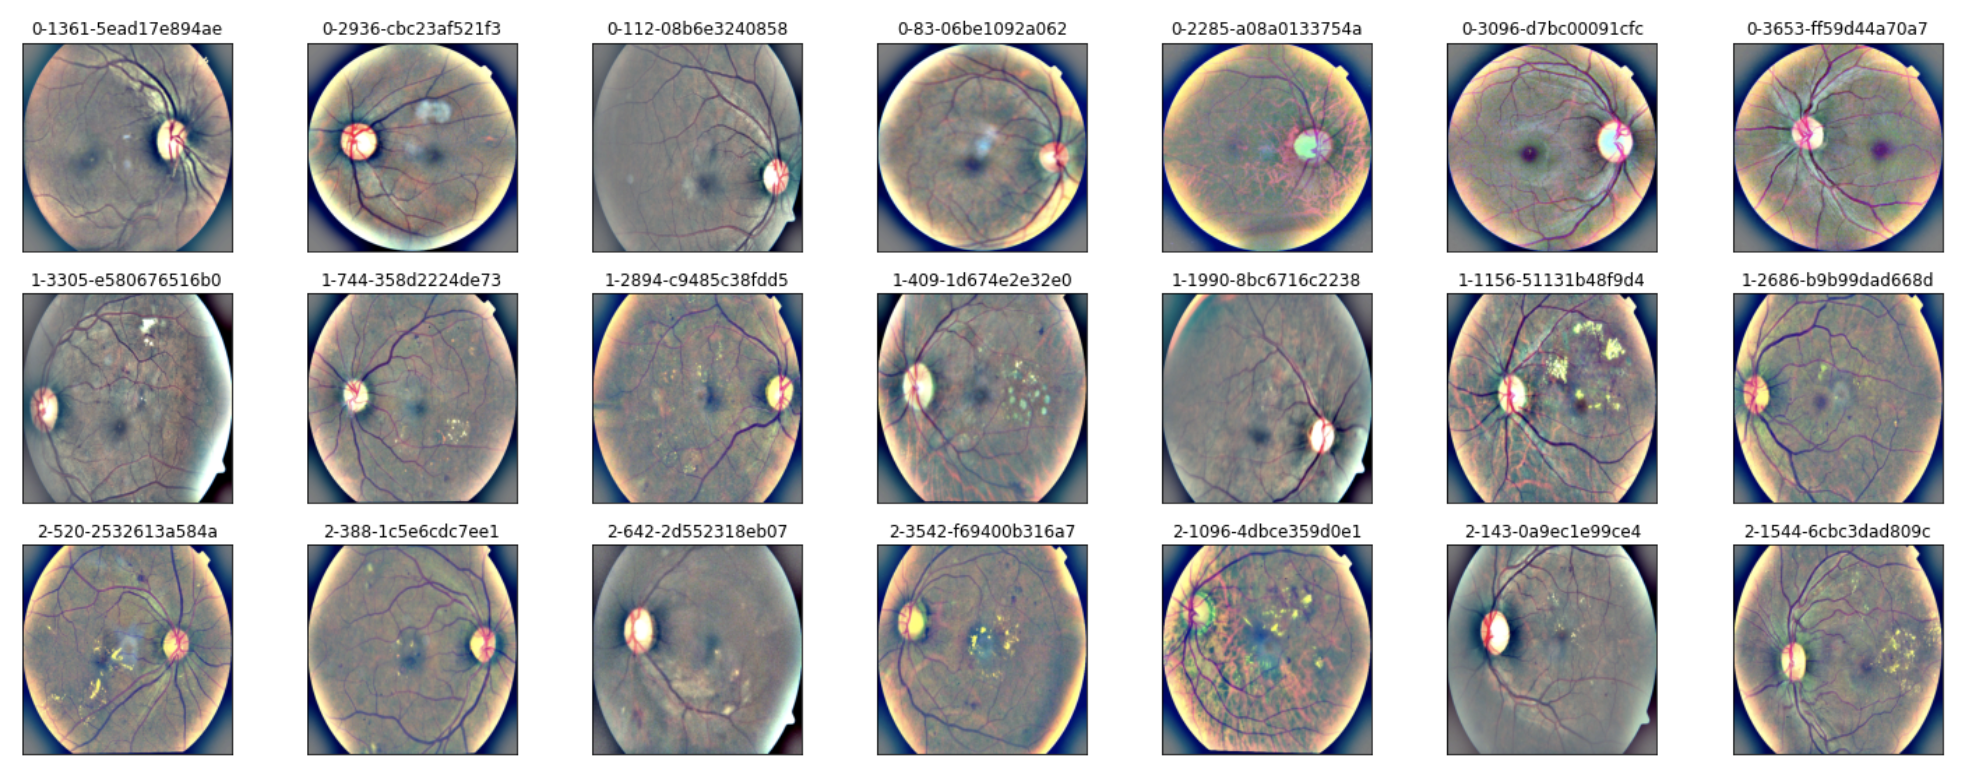 0-1361-5ead17e894ae
0-2936-cbc23af521f3
0-112-08b6e3240858
0-83-06be1092a062
0-2285-a08a0133754a
0-3096-d7bc00091cfc
0-3653-ff59d44a70a7
1-3305-e580676516b0
1-744-358d2224de73
1-2894-c9485c38fdd5
1-409-1d674e2e32e0
1-1990-8bc6716c2238
1-1156-51131b48f9d4
1-2686-b9b99dad668d
2-520-2532613a584a
2-388-1c5e6cdc7ee1
2-642-2d552318eb07
2-3542-f69400b316a7
2-1096-4dbce359d0e1
2-143-0a9ec1e99ce4
2-1544-6cbc3dad809c